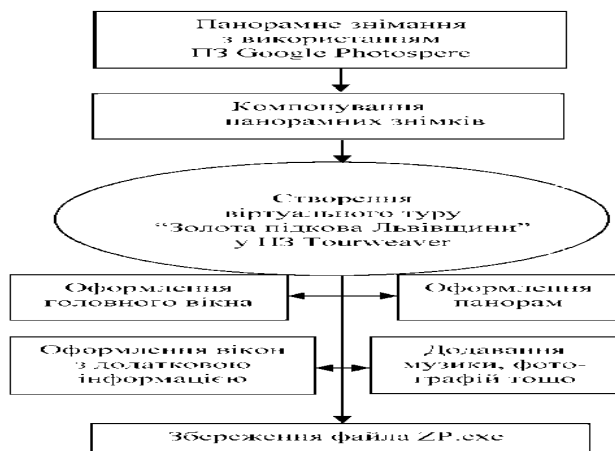 Панорамне знімання
з використанням
ПЗ Google Photospere
Компонування
панорамних знімків
Створення
віртуального туру
“Золота підкова Львівщини”
у ПЗ Tourweaver
Оформлення
головного вікна
Оформлення
панорам
Оформлення вікон
з додатковою
інформацією
Додавання
музики, фото-
графій тощо
Збереження файла ZP.exe